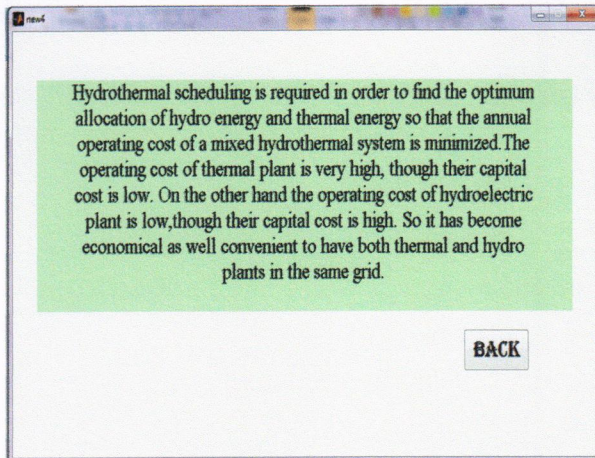 new4
Hydrothermal scheduling is required in order to find the optimum
allocation of hydro energy and thermal energy so that the annual
operating cost of a mixed hydrothermal system is minimized.The
operating cost of thermal plant is very high, though their capital
cost is low. On the other hand the operating cost of hydroelectric
plant is low,though their capital cost is high. So it has become
economical as well convenient to have both thermal and hydro
plants in the same grid.
BACK